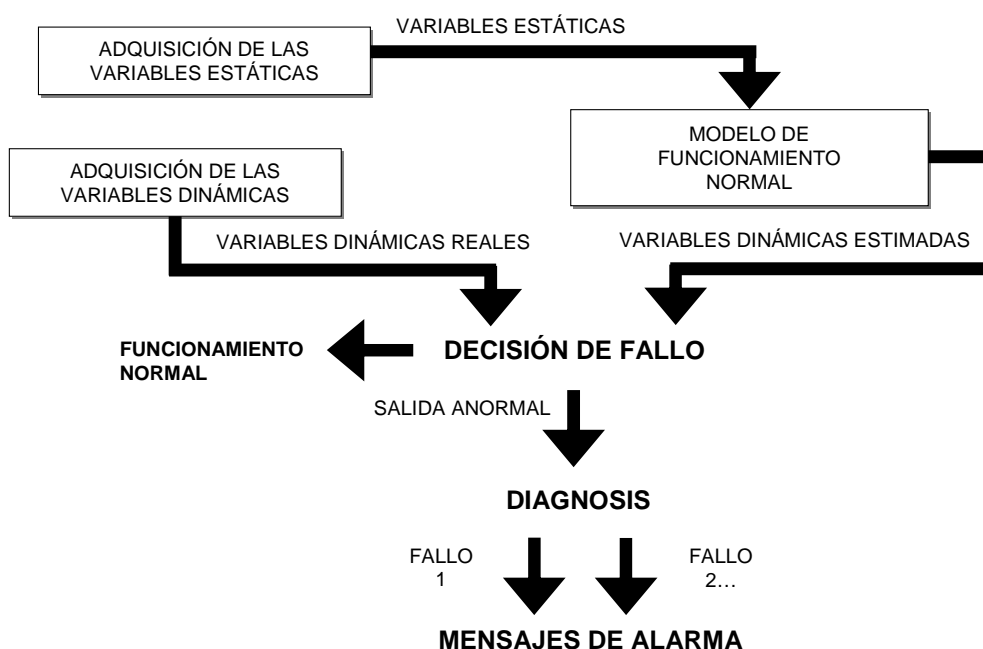 VARIABLES ESTÁTICAS
ADQUISICIÓN DE LAS
VARIABLES ESTÁTICAS
MODELO DE
FUNCIONAMIENTO
NORMAL
ADQUISICIÓN DE LAS
VARIABLES DINÁMICAS
VARIABLES DINÁMICAS REALES
VARIABLES DINÁMICAS ESTIMADAS
FUNCIONAMIENTO
NORMAL
DECISIÓN DE FALLO
SALIDA ANORMAL
DIAGNOSIS
FALLO
1
FALLO
2…
MENSAJES DE ALARMA